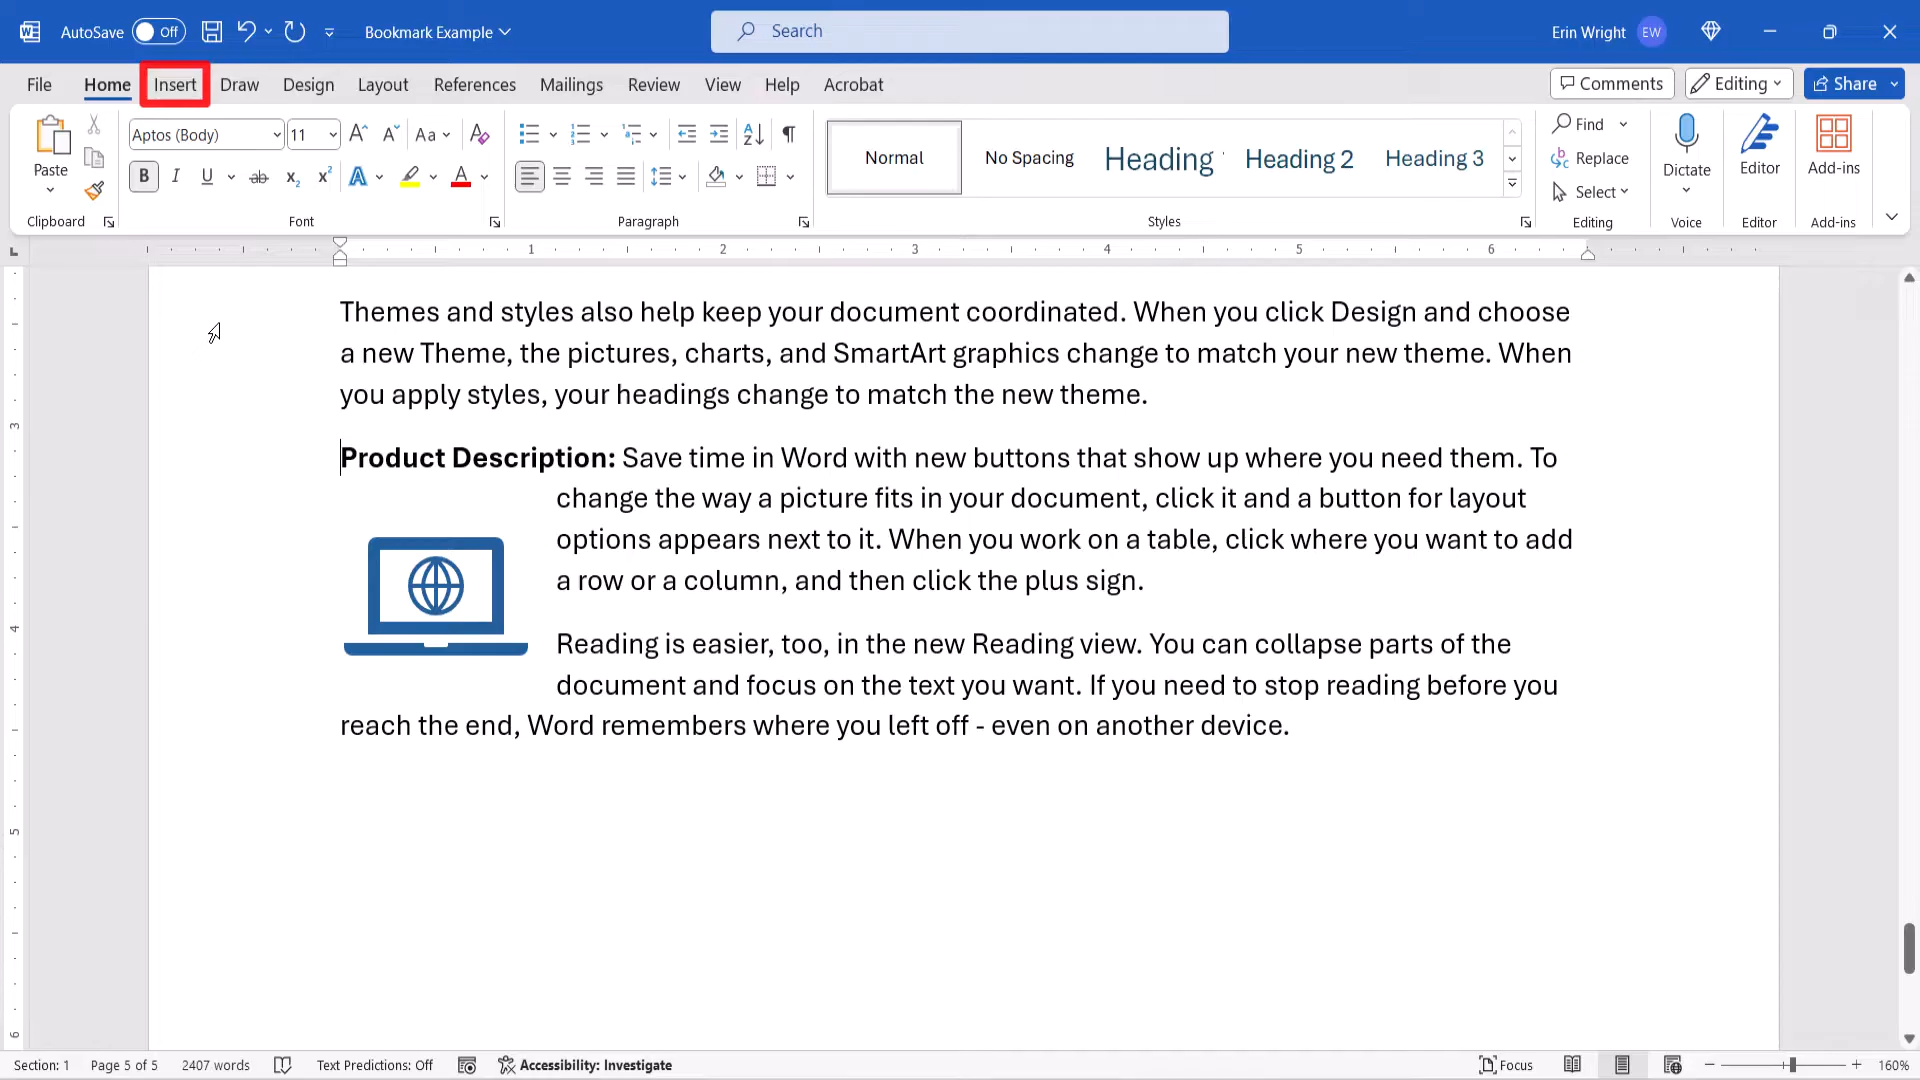 AutoSave Off Bookmark Example Search Erin Wright EW
File Home Insert Draw Design Layout References Mailings Review View Help Acrobat Comments Editing Share
Paste Aptos (Body) 11 Aa Normal No Spacing Heading Heading 2 Heading 3 Find Replace Select Dictate Editor Add-ins
Clipboard Font Paragraph Styles Editing Voice Editor Add-ins
1 2 3 4 5 6
Themes and styles also help keep your document coordinated. When you click Design and choose
a new Theme, the pictures, charts, and SmartArt graphics change to match your new theme. When
you apply styles, your headings change to match the new theme.
Product Description: Save time in Word with new buttons that show up where you need them. To
change the way a picture fits in your document, click it and a button for layout
options appears next to it. When you work on a table, click where you want to add
a row or a column, and then click the plus sign.
Reading is easier, too, in the new Reading view. You can collapse parts of the
document and focus on the text you want. If you need to stop reading before you
reach the end, Word remembers where you left off - even on another device.
3
4
5
6
Section: 1 Page 5 of 5 2407 words Text Predictions: Off Accessibility: Investigate Focus 160%